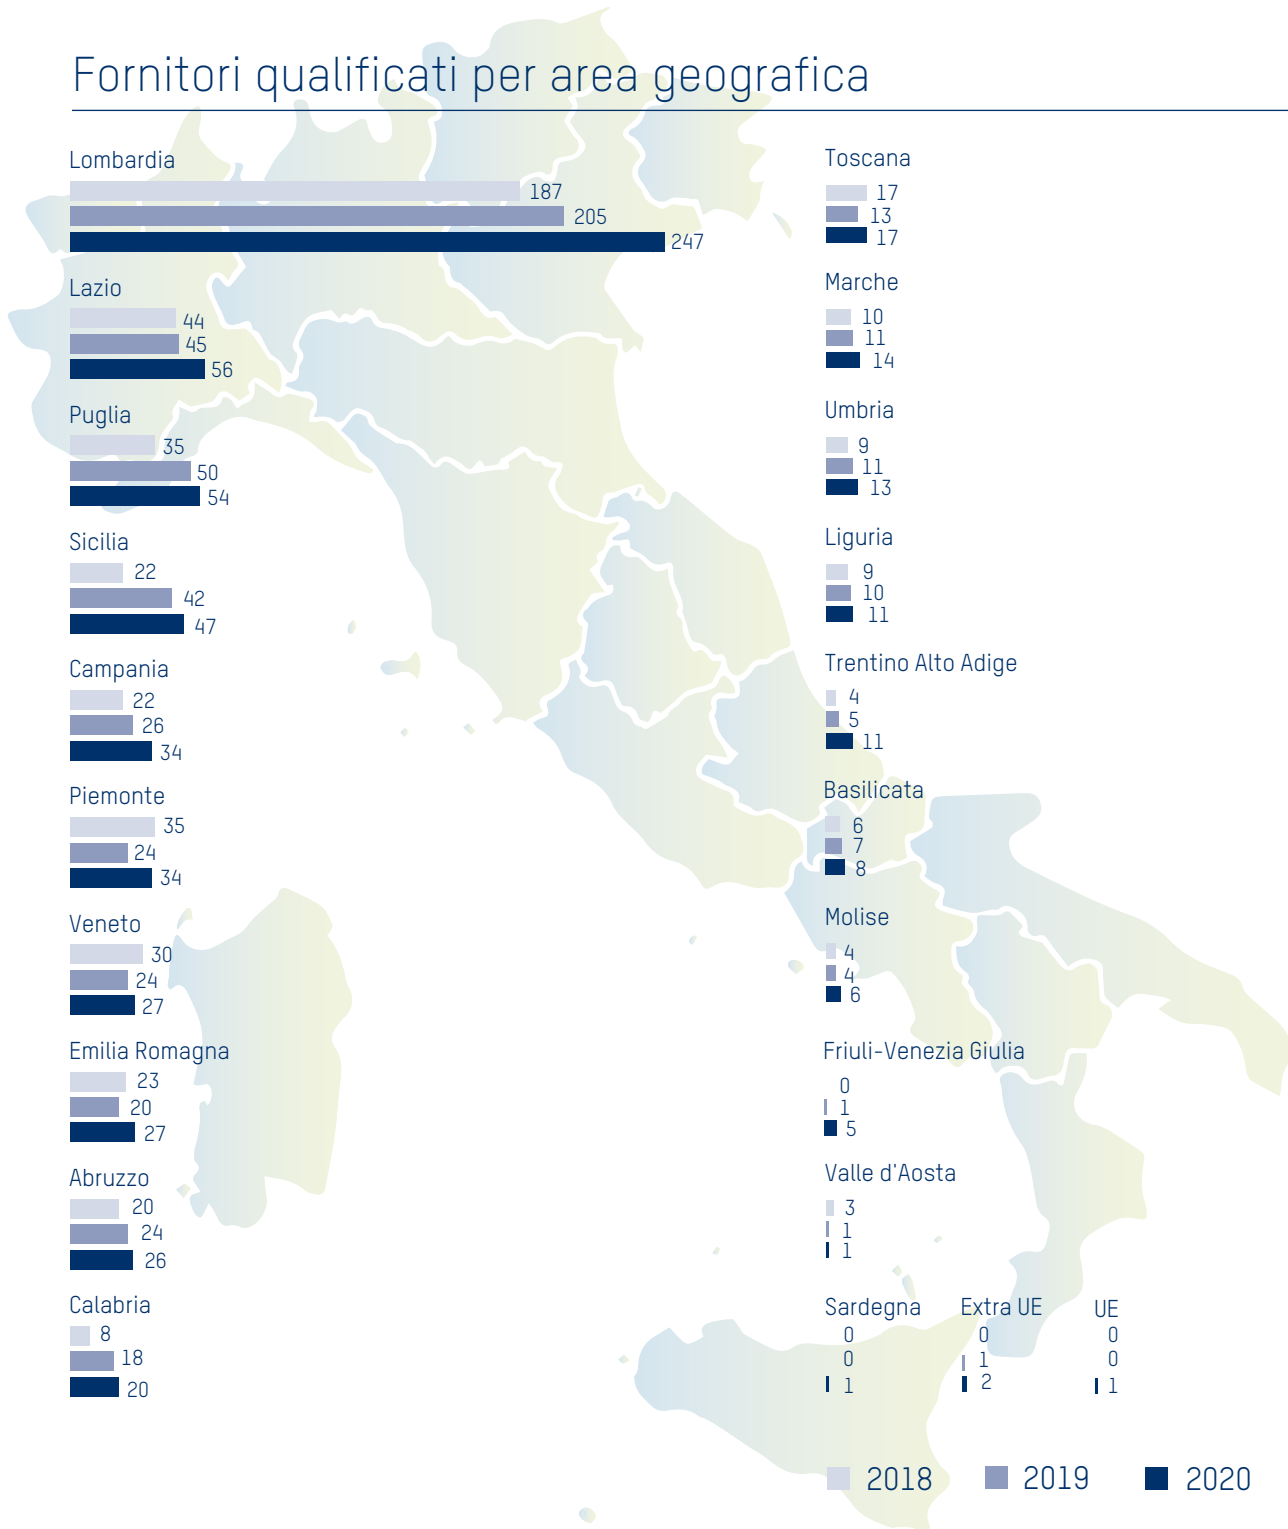 Fornitori qualificati per area geografica
Lombardia
187
205
247
Lazio
44
45
56
Puglia
35
50
54
Sicilia
22
42
47
Campania
22
26
34
Piemonte
35
24
34
Veneto
30
24
27
Emilia Romagna
23
20
27
Abruzzo
20
24
26
Calabria
8
18
20
Toscana
17
13
17
Marche
10
11
14
Umbria
9
11
13
Liguria
9
10
11
Trentino Alto Adige
4
5
11
Basilicata
6
7
8
Molise
4
4
6
Friuli-Venezia Giulia
0
1
5
Valle d'Aosta
3
1
1
Sardegna
0
0
1
Extra UE
0
1
2
UE
0
0
1
2018 2019 2020